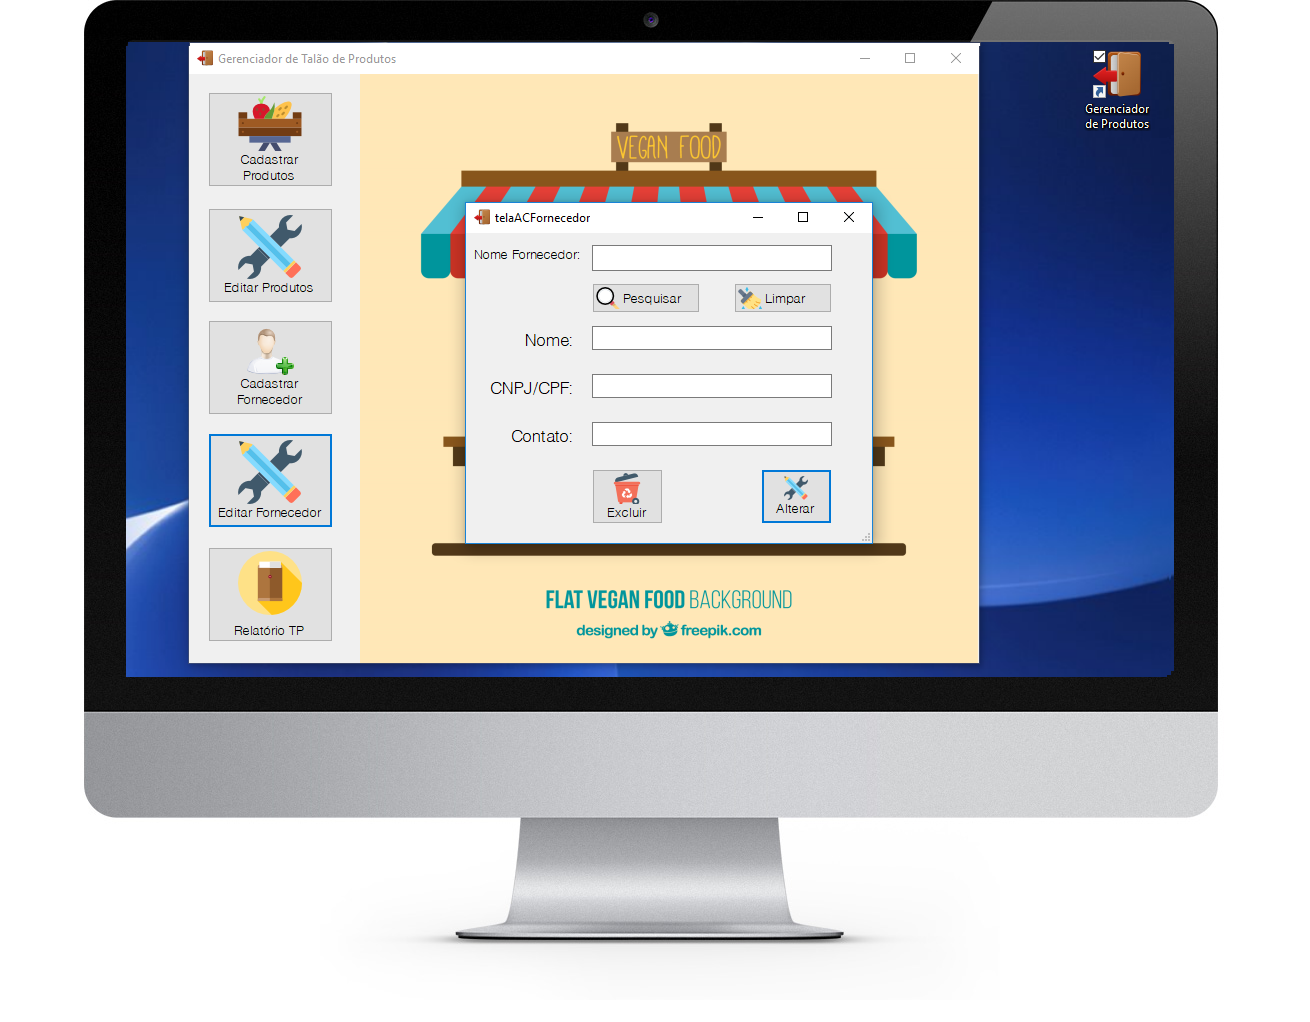 Gerenciador de Talão de Produtos
Cadastrar
Produtos
Editar Produtos
Cadastrar
Fornecedor
Editar Fornecedor
Relatório TP
VEGAN FOOD
telaACFornecedor
Nome Fornecedor:
Pesquisar
Limpar
Nome:
CNPJ/CPF:
Contato:
Excluir
Alterar
FLAT VEGAN FOOD BACKGROUND
designed by freepik.com
Gerenciador
de Produtos